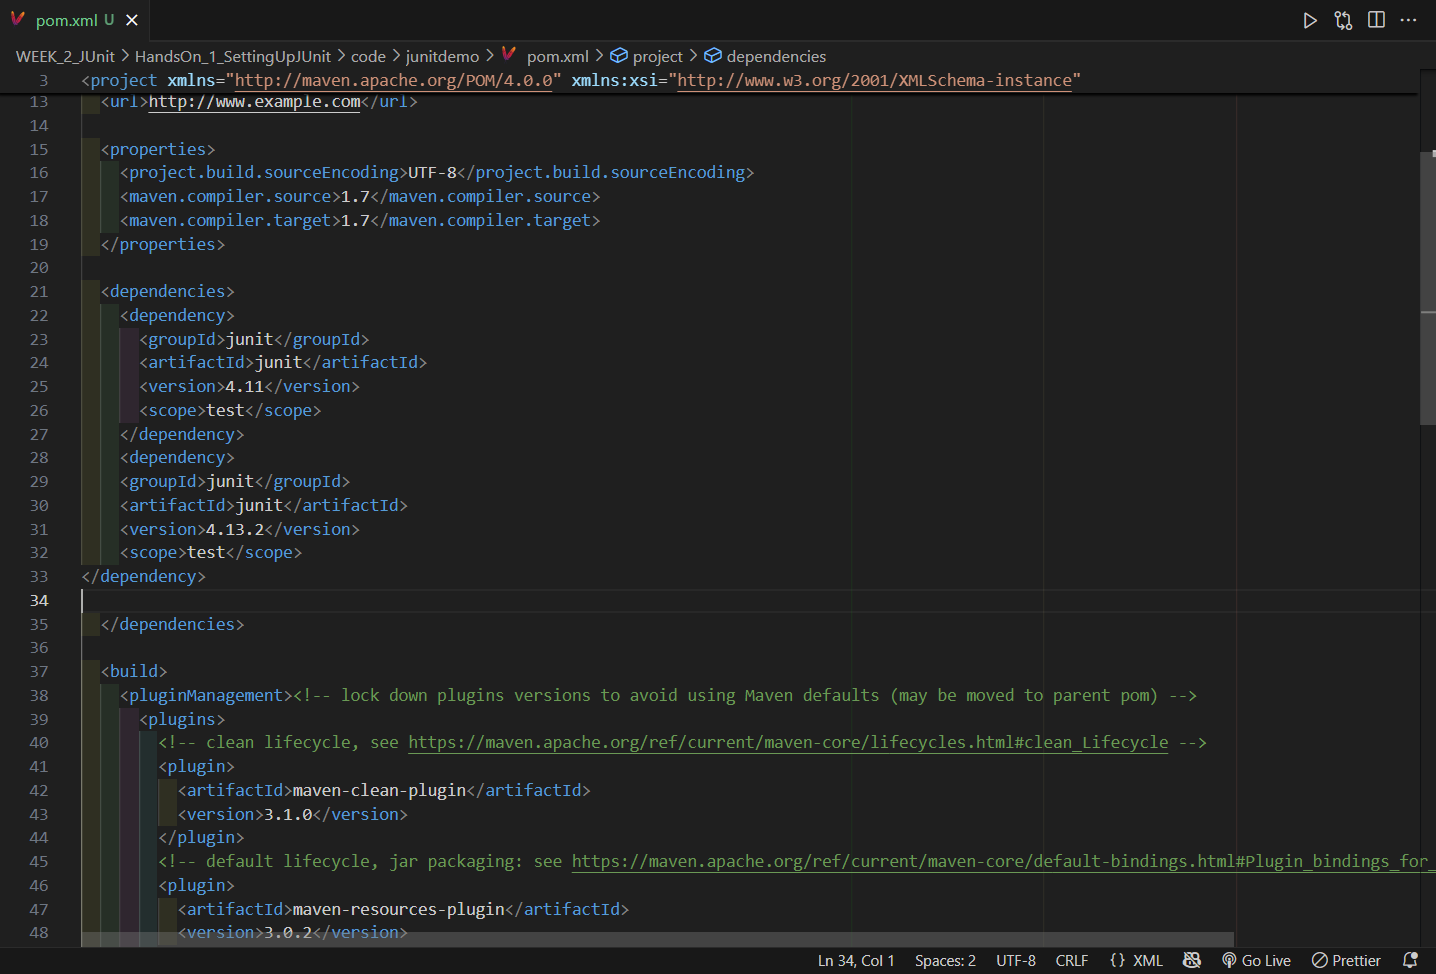 pom.xml U
WEEK_2_JUnit > HandsOn_1_SettingUpJUnit > code > junitdemo > pom.xml > project > dependencies
3 <project xmlns="http://maven.apache.org/POM/4.0.0" xmlns:xsi="http://www.w3.org/2001/XMLSchema-instance"
13 <url>http://www.example.com</url>
14
15 <properties>
16 <project.build.sourceEncoding>UTF-8</project.build.sourceEncoding>
17 <maven.compiler.source>1.7</maven.compiler.source>
18 <maven.compiler.target>1.7</maven.compiler.target>
19 </properties>
20
21 <dependencies>
22 <dependency>
23 <groupId>junit</groupId>
24 <artifactId>junit</artifactId>
25 <version>4.11</version>
26 <scope>test</scope>
27 </dependency>
28 <dependency>
29 <groupId>junit</groupId>
30 <artifactId>junit</artifactId>
31 <version>4.13.2</version>
32 <scope>test</scope>
33 </dependency>
34
35 </dependencies>
36
37 <build>
38 <pluginManagement><!-- lock down plugins versions to avoid using Maven defaults (may be moved to parent pom) -->
39 <plugins>
40 <!-- clean lifecycle, see https://maven.apache.org/ref/current/maven-core/lifecycles.html#clean_Lifecycle -->
41 <plugin>
42 <artifactId>maven-clean-plugin</artifactId>
43 <version>3.1.0</version>
44 </plugin>
45 <!-- default lifecycle, jar packaging: see https://maven.apache.org/ref/current/maven-core/default-bindings.html#Plugin_bindings_for_
46 <plugin>
47 <artifactId>maven-resources-plugin</artifactId>
48 <version>3.0.2</version>
Ln 34, Col 1 Spaces: 2 UTF-8 CRLF {} XML Go Live Prettier